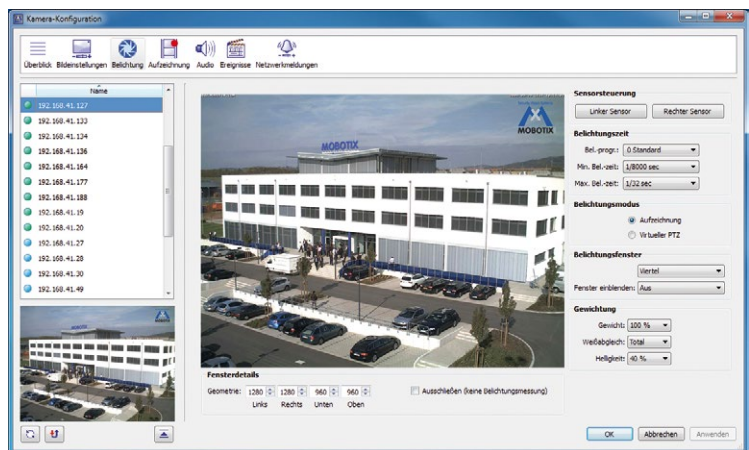 Kamera-Konfiguration
Überblick Bildeinstellungen Belichtung Aufzeichnung Audio Ereignisse Netzwerkmeldungen
Name
192.168.41.127
192.168.41.133
192.168.41.134
192.168.41.136
192.168.41.164
192.168.41.177
192.168.41.188
192.168.41.19
192.168.41.20
192.168.41.27
192.168.41.28
192.168.41.30
192.168.41.49
MOBOTIX
MOBOTIX
Fensterdetails
Geometrie: 1280 1280 960 960
Links Rechts Unten Oben
Ausschließen (keine Belichtungsmessung)
Sensorsteuerung
Linker Sensor Rechter Sensor
Belichtungszeit
Bel.-progr.: 0 Standard
Min. Bel.-zeit: 1/8000 sec
Max. Bel.-zeit: 1/32 sec
Belichtungsmodus
Aufzeichnung
Virtueller PTZ
Belichtungsfenster
Viertel
Fenster einblenden: Aus
Gewichtung
Gewicht: 100 %
Weißabgleich: Total
Helligkeit: 40 %
OK Abbrechen Anwenden